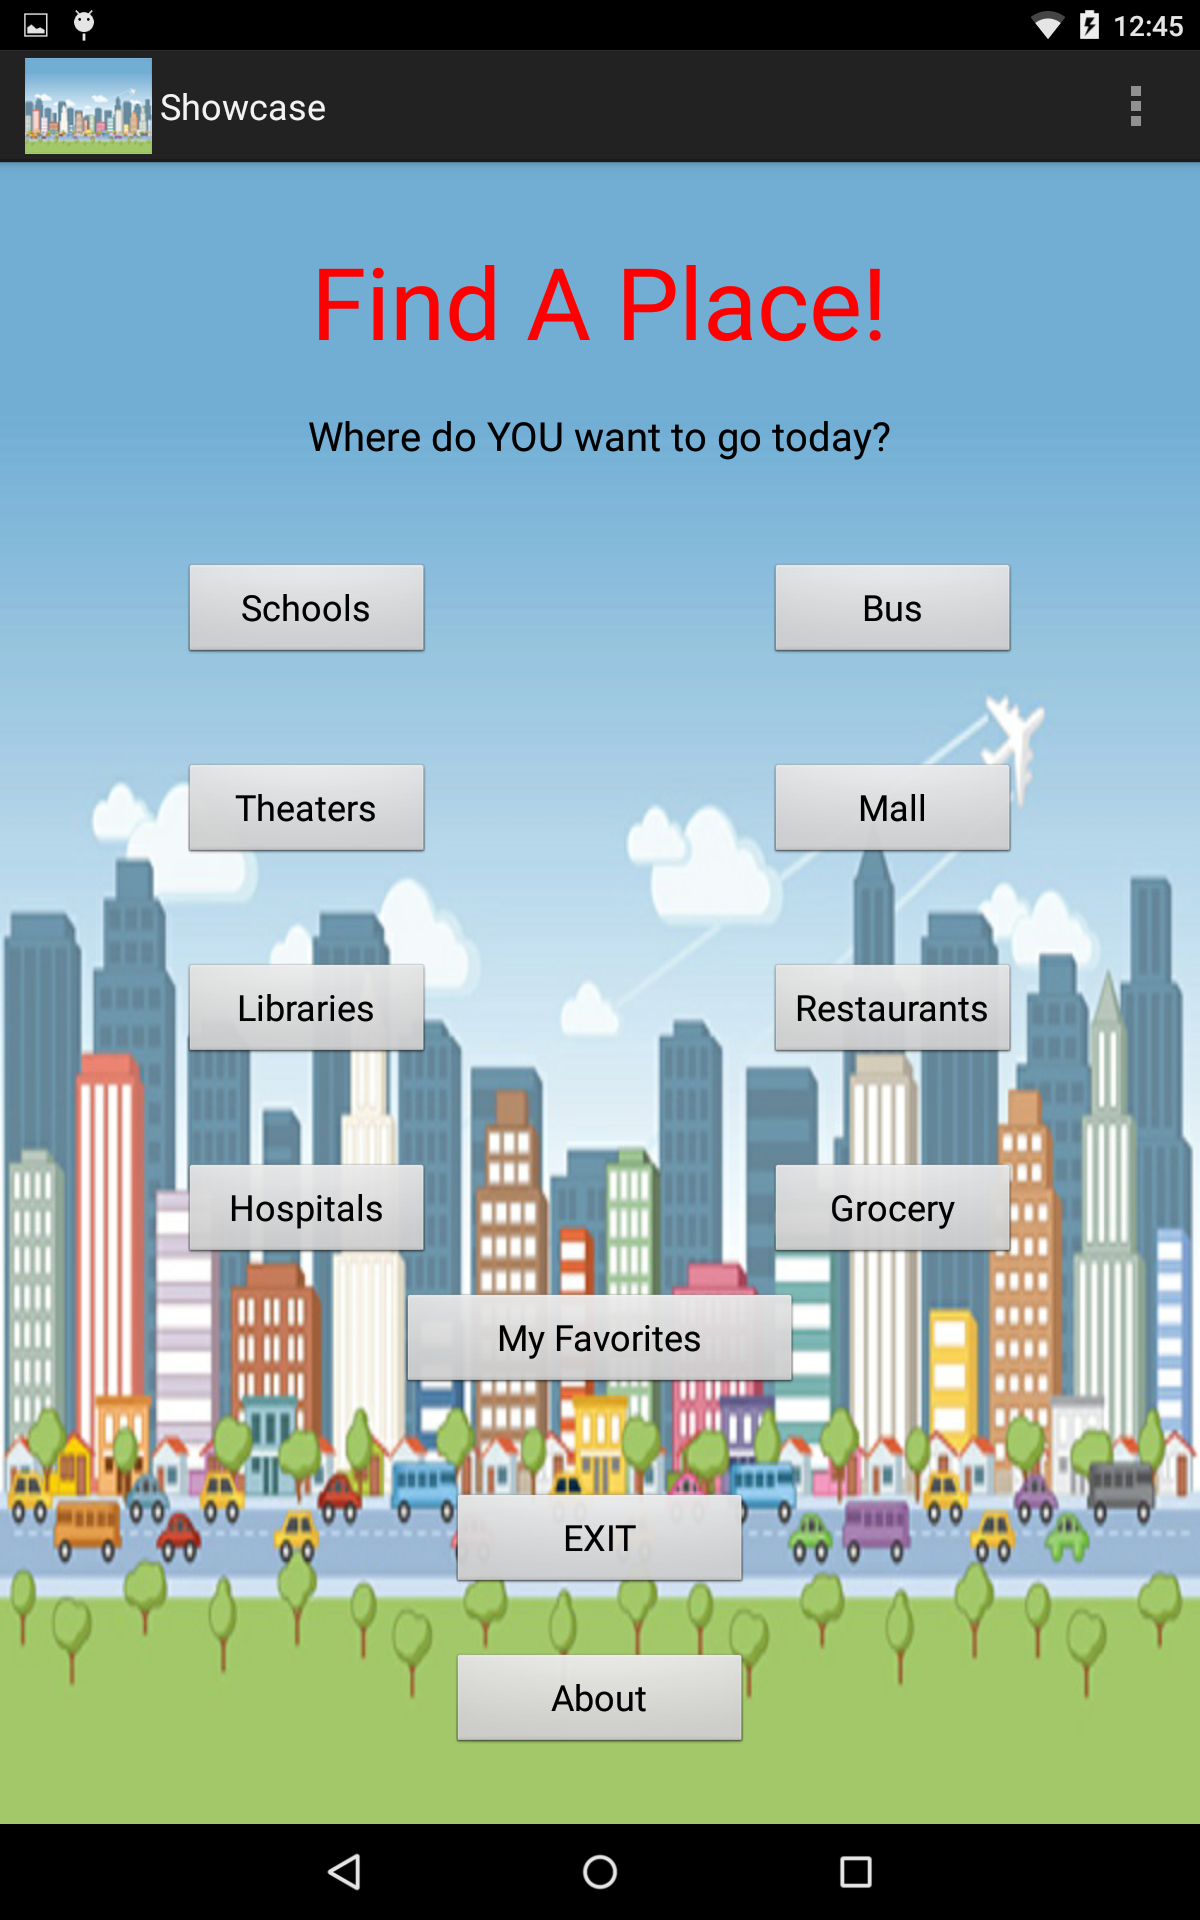 12:45
Showcase
Find A Place!
Where do YOU want to go today?
Schools
Bus
Theaters
Mall
Libraries
Restaurants
Hospitals
Grocery
My Favorites
EXIT
About